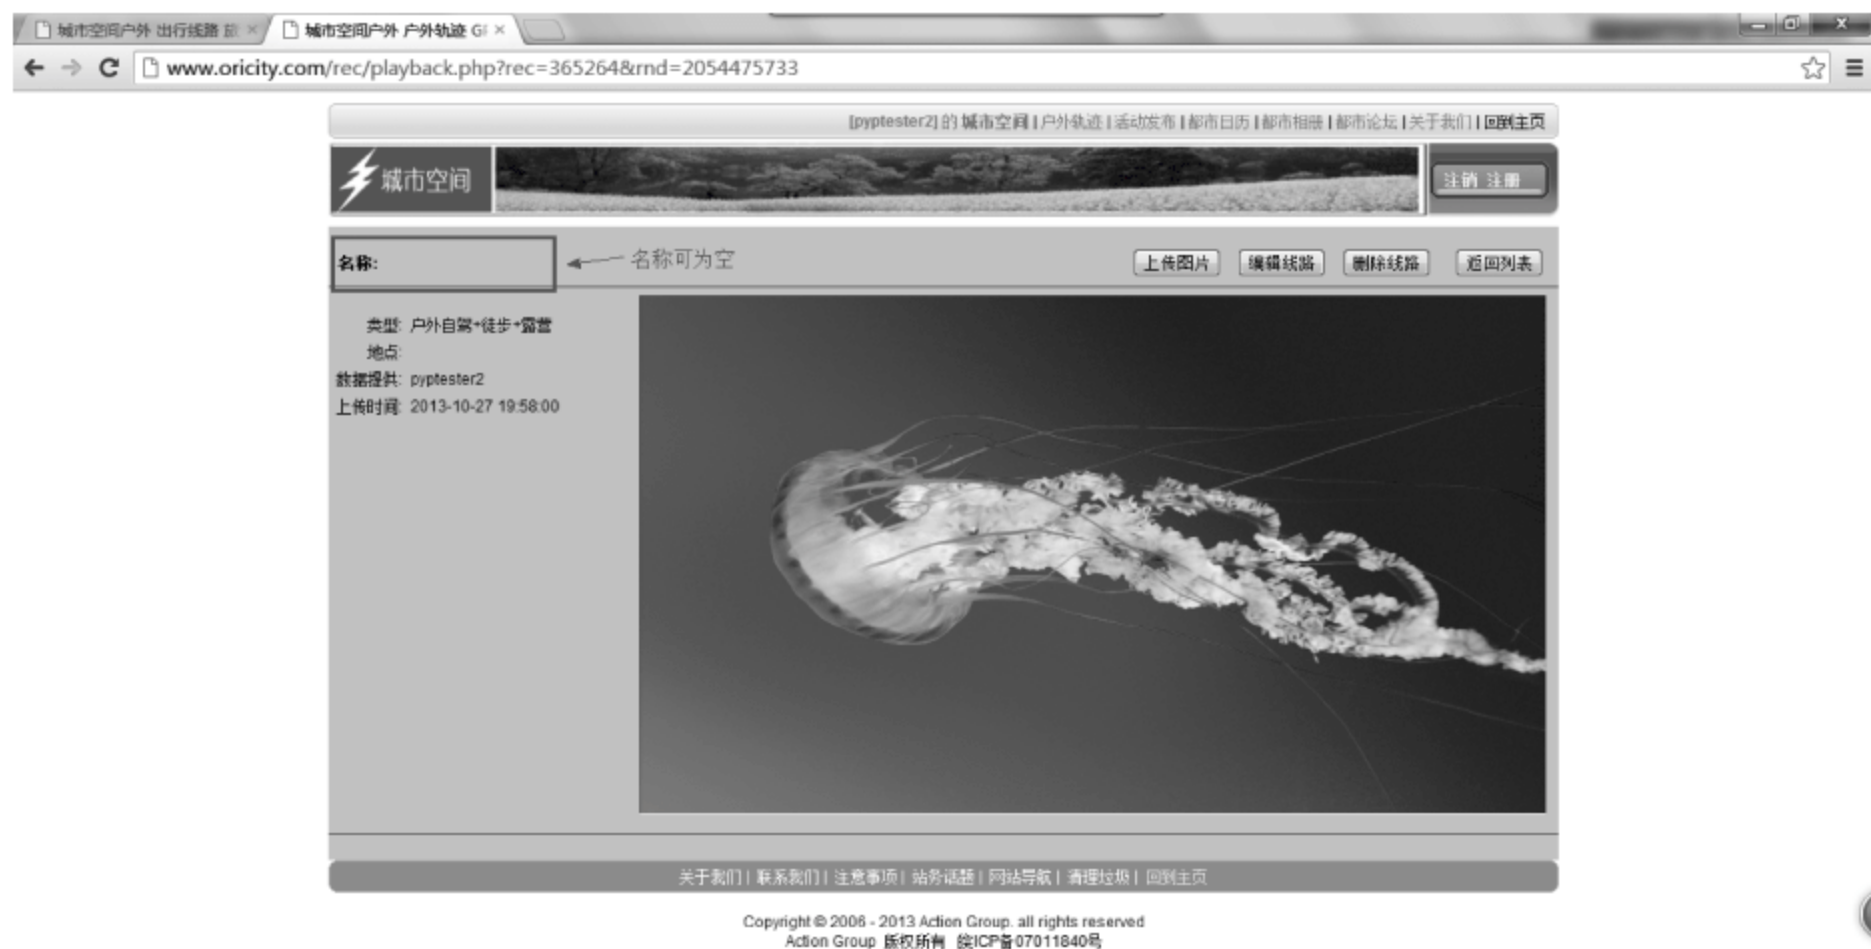 城市空间户外 出行线路 旅
城市空间户外 户外轨迹 G
www.oricity.com/rec/playback.php?rec=365264&rnd=2054475733
[pyptester2] 的 城市空间 | 户外轨迹 | 活动发布 | 都市日历 | 都市相册 | 都市论坛 | 关于我们 | 回到主页
城市空间
注销 注册
名称:
名称可为空
上传图片 编辑线路 删除线路 返回列表
类型: 户外自驾+徒步+露营
地点:
数据提供: pyptester2
上传时间: 2013-10-27 19:58:00
关于我们 | 联系我们 | 注意事项 | 站务话题 | 网站导航 | 清理垃圾 | 回到主页
Copyright © 2006 - 2013 Action Group. all rights reserved
Action Group 版权所有 皖ICP备07011840号